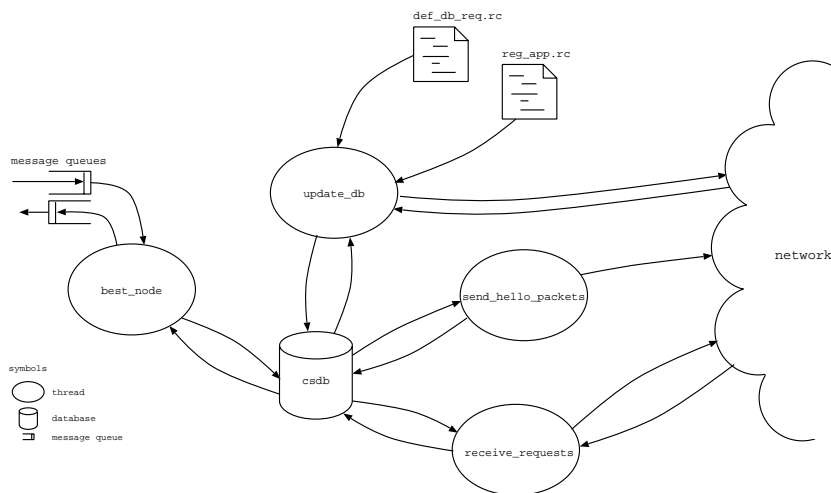 def_db_req.rc
reg_app.rc
message queues
update_db
network
best_node
send_hello_packets
csdb
symbols
thread
database
message queue
receive_requests